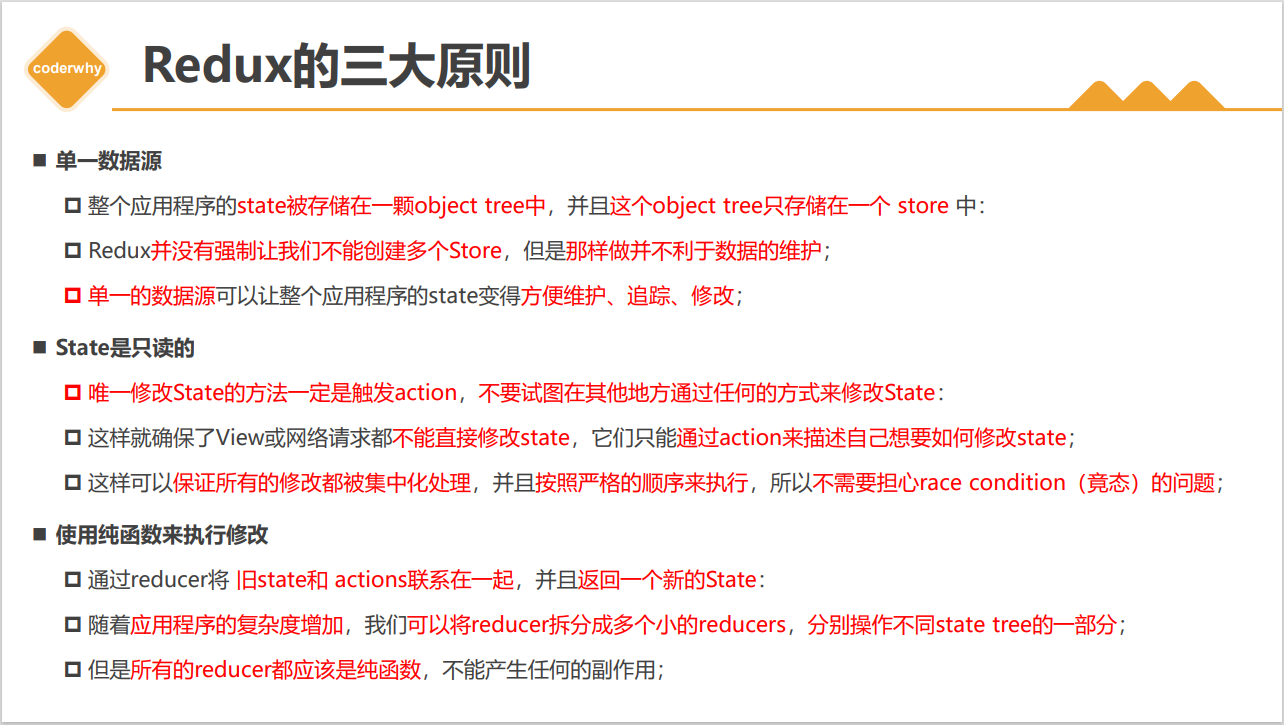 coderwhy
Redux的三大原则
单一数据源
整个应用程序的state被存储在一颗object tree中，并且这个object tree只存储在一个 store 中：
Redux并没有强制让我们不能创建多个Store，但是那样做并不利于数据的维护；
单一的数据源可以让整个应用程序的state变得方便维护、追踪、修改；
State是只读的
唯一修改State的方法一定是触发action，不要试图在其他地方通过任何的方式来修改State：
这样就确保了View或网络请求都不能直接修改state，它们只能通过action来描述自己想要如何修改state；
这样可以保证所有的修改都被集中化处理，并且按照严格的顺序来执行，所以不需要担心race condition（竟态）的问题；
使用纯函数来执行修改
通过reducer将 旧state和 actions联系在一起，并且返回一个新的State：
随着应用程序的复杂度增加，我们可以将reducer拆分成多个小的reducers，分别操作不同state tree的一部分；
但是所有的reducer都应该是纯函数，不能产生任何的副作用；